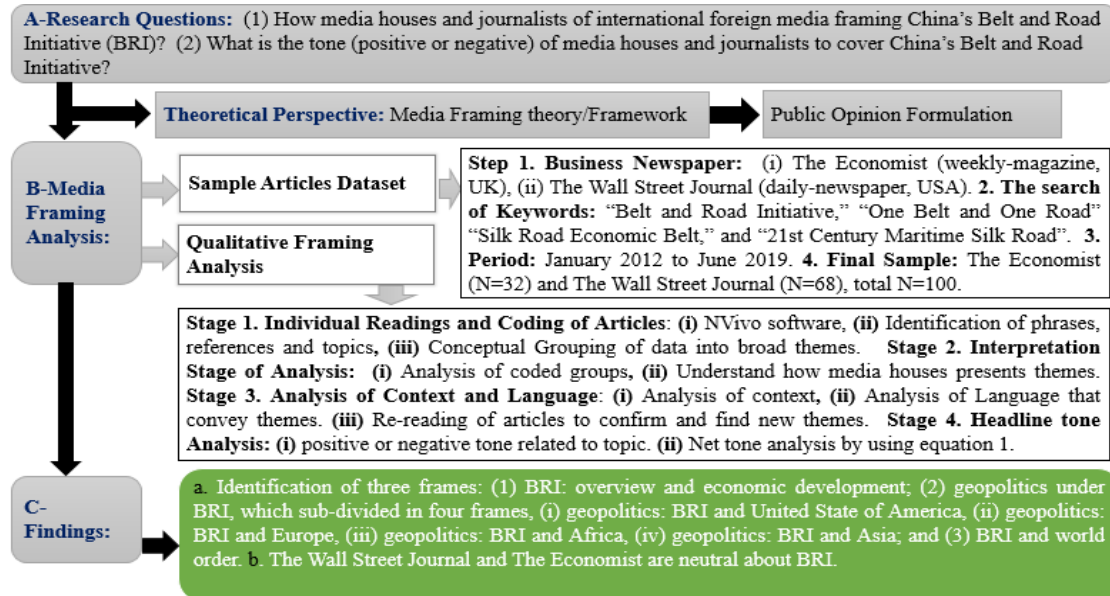 A-Research Questions: (1) How media houses and journalists of international foreign media framing China's Belt and Road
Initiative (BRI)? (2) What is the tone (positive or negative) of media houses and journalists to cover China's Belt and Road
Initiative?
Theoretical Perspective: Media Framing theory/Framework
Public Opinion Formulation
B-Media
Framing
Analysis:
Sample Articles Dataset
Qualitative Framing
Analysis
Step 1. Business Newspaper: (i) The Economist (weekly-magazine,
UK), (ii) The Wall Street Journal (daily-newspaper, USA). 2. The search
of Keywords: “Belt and Road Initiative,” “One Belt and One Road”
“Silk Road Economic Belt,” and “21st Century Maritime Silk Road”. 3.
Period: January 2012 to June 2019. 4. Final Sample: The Economist
(N=32) and The Wall Street Journal (N=68), total N=100.
Stage 1. Individual Readings and Coding of Articles: (i) NVivo software, (ii) Identification of phrases,
references and topics, (iii) Conceptual Grouping of data into broad themes. Stage 2. Interpretation
Stage of Analysis: (i) Analysis of coded groups, (ii) Understand how media houses presents themes.
Stage 3. Analysis of Context and Language: (i) Analysis of context, (ii) Analysis of Language that
convey themes. (iii) Re-reading of articles to confirm and find new themes. Stage 4. Headline tone
Analysis: (i) positive or negative tone related to topic. (ii) Net tone analysis by using equation 1.
C-
Findings:
a. Identification of three frames: (1) BRI: overview and economic development; (2) geopolitics under
BRI, which sub-divided in four frames, (i) geopolitics: BRI and United State of America, (ii) geopolitics:
BRI and Europe, (iii) geopolitics: BRI and Africa, (iv) geopolitics: BRI and Asia; and (3) BRI and world
order. b. The Wall Street Journal and The Economist are neutral about BRI.